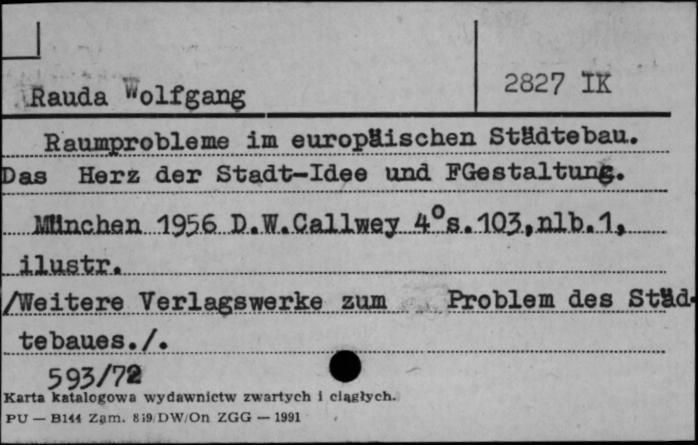 Rauda Wolfgang
2827 IK
Raumprobleme im europäischen Städtebau.
Das Herz der Stadt-Idee und FGestaltung.
München 1956 D.W.Callwey 4°s.103,nlb.1,
ilustr.
/Weitere Verlagswerke zum Problem des Städ-
tebaues./.
593/72
Karta katalogowa wydawnictw zwartych i ciągłych.
PU — B144 Zam. 819/DW/On ZGG — 1991